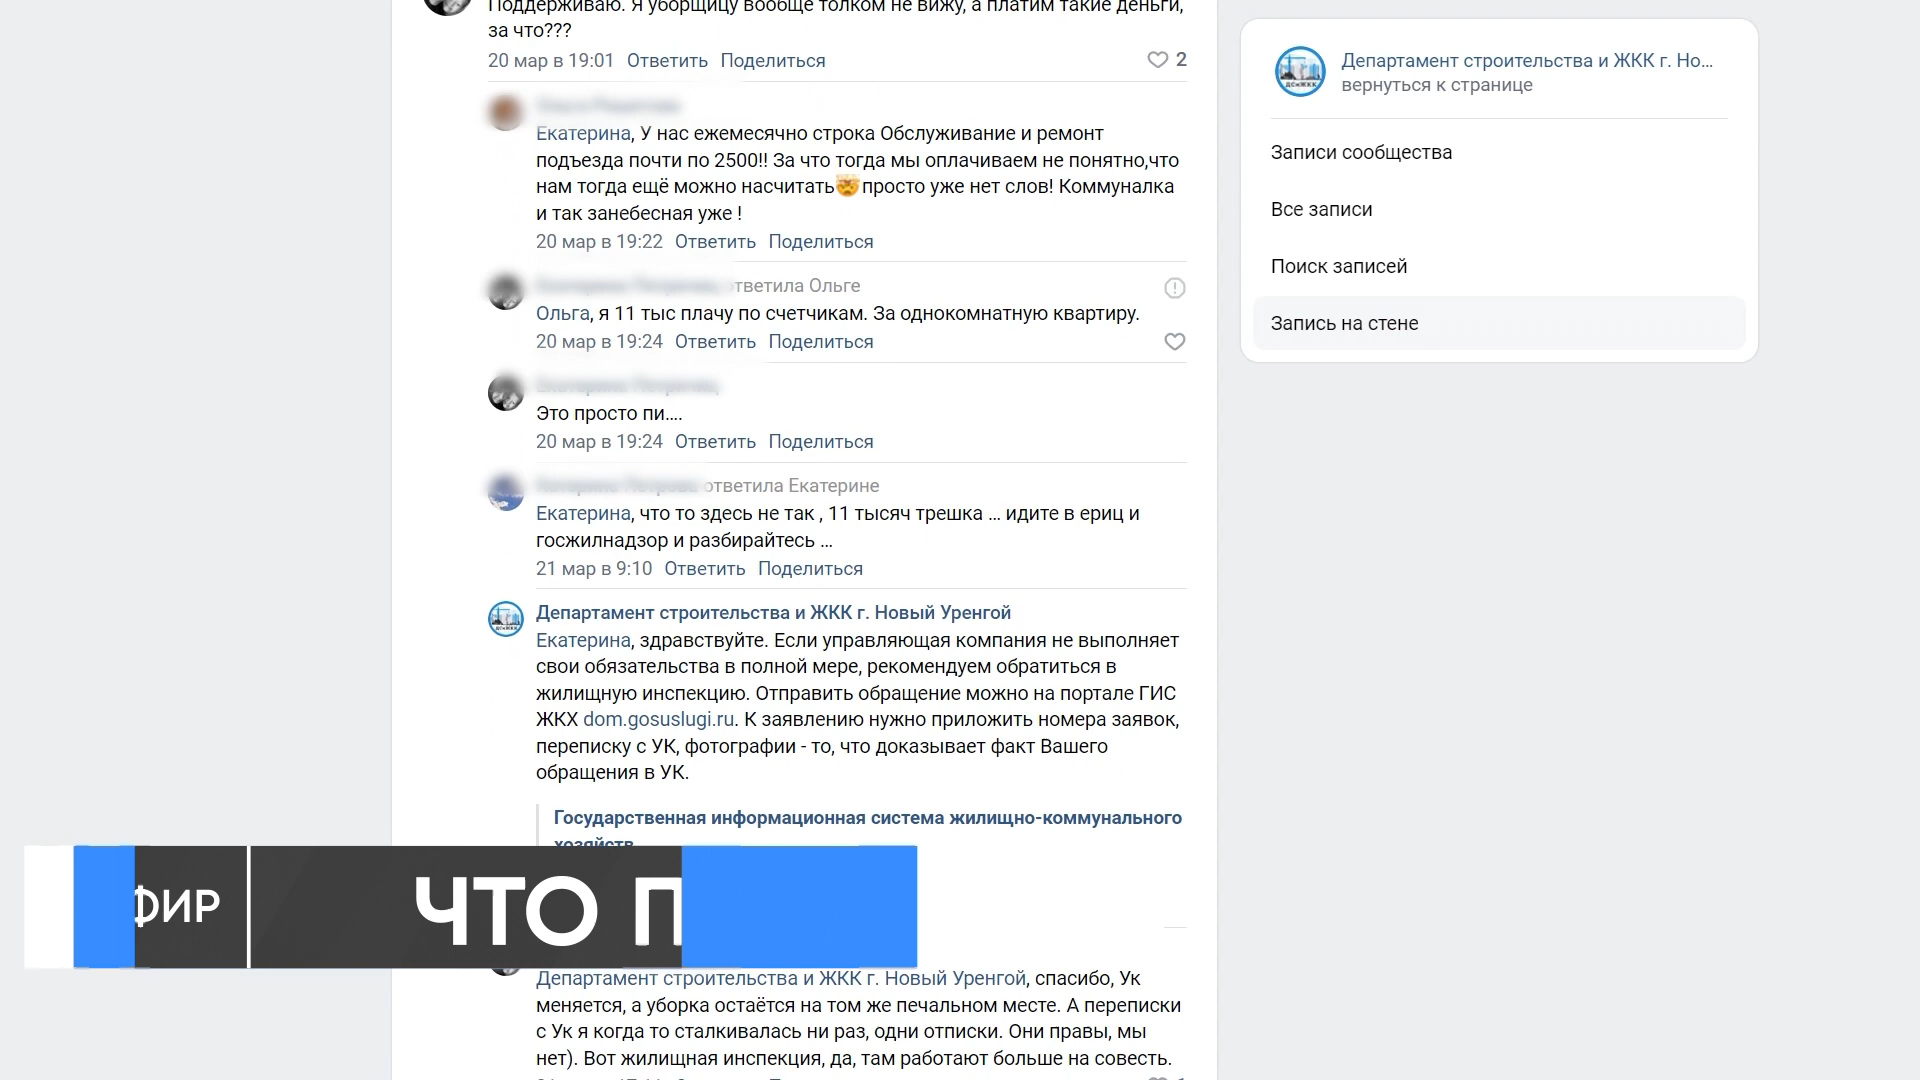 Поддерживаю. Я уборщицу вообще толком не вижу, а платим такие деньги,
за что???
20 мар в 19:01 Ответить Поделиться
2
Екатерина, У нас ежемесячно строка Обслуживание и ремонт
подъезда почти по 2500!! За что тогда мы оплачиваем не понятно,что
нам тогда ещё можно насчитать🤯просто уже нет слов! Коммуналка
и так занебесная уже !
20 мар в 19:22 Ответить Поделиться
ответила Ольге
Ольга, я 11 тыс плачу по счетчикам. За однокомнатную квартиру.
20 мар в 19:24 Ответить Поделиться
Это просто пи....
20 мар в 19:24 Ответить Поделиться
ответила Екатерине
Екатерина, что то здесь не так , 11 тысяч трешка ... идите в ериц и
госжилнадзор и разбирайтесь ...
21 мар в 9:10 Ответить Поделиться
Департамент строительства и ЖКК г. Новый Уренгой
Екатерина, здравствуйте. Если управляющая компания не выполняет
свои обязательства в полной мере, рекомендуем обратиться в
жилищную инспекцию. Отправить обращение можно на портале ГИС
ЖКХ dom.gosuslugi.ru. К заявлению нужно приложить номера заявок,
переписку с УК, фотографии - то, что доказывает факт Вашего
обращения в УК.
Государственная информационная система жилищно-коммунального
хозяйств
ФИР
ЧТО П
Департамент строительства и ЖКК г. Новый Уренгой, спасибо, Ук
меняется, а уборка остаётся на том же печальном месте. А переписки
с Ук я когда то сталкивалась ни раз, одни отписки. Они правы, мы
нет). Вот жилищная инспекция, да, там работают больше на совесть.
Департамент строительства и ЖКК г. Но...
вернуться к странице
Записи сообщества
Все записи
Поиск записей
Запись на стене